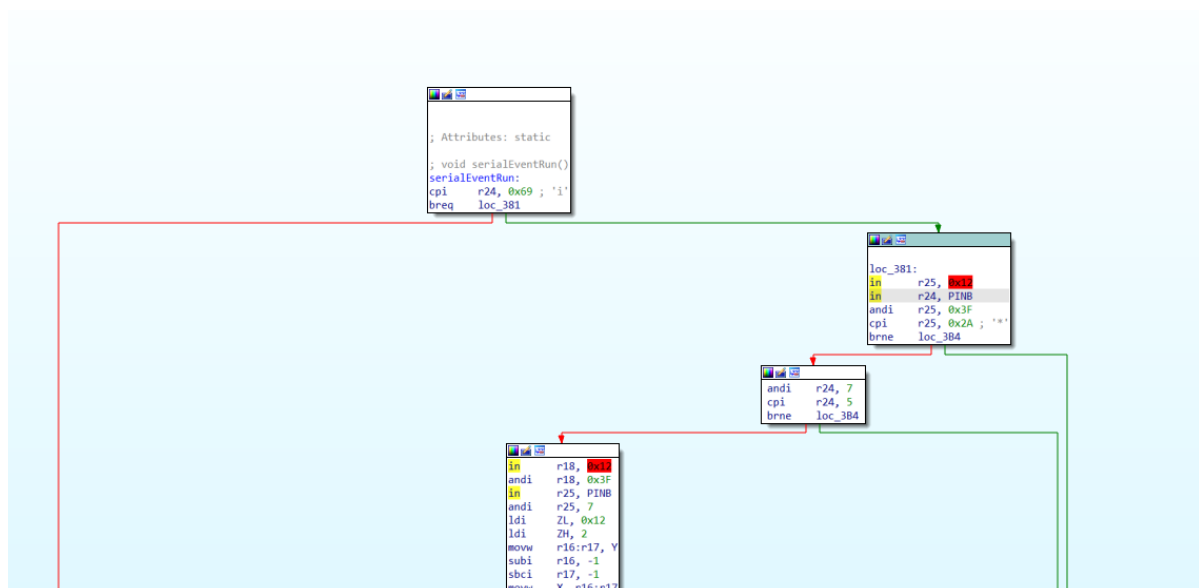 ; Attributes: static
; void serialEventRun()
serialEventRun:
cpi r24, 0x69 ; 'i'
breq loc_381
loc_381:
in r25, 0x12
in r24, PINB
andi r25, 0x3F
cpi r25, 0x2A ; '*'
brne loc_3B4
andi r24, 7
cpi r24, 5
brne loc_3B4
in r18, 0x12
andi r18, 0x3F
in r25, PINB
andi r25, 7
ldi ZL, 0x12
ldi ZH, 2
movw r16:r17, Y
subi r16, -1
sbci r17, -1
movw X, r16:r17